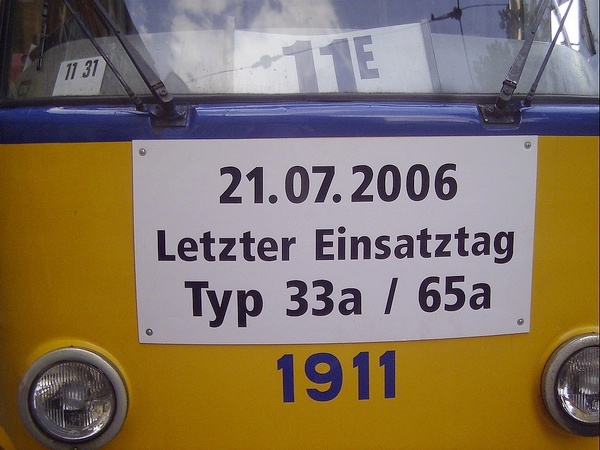 11 31
11E
21.07.2006
Letzter Einsatztag
Typ 33a / 65a
1911